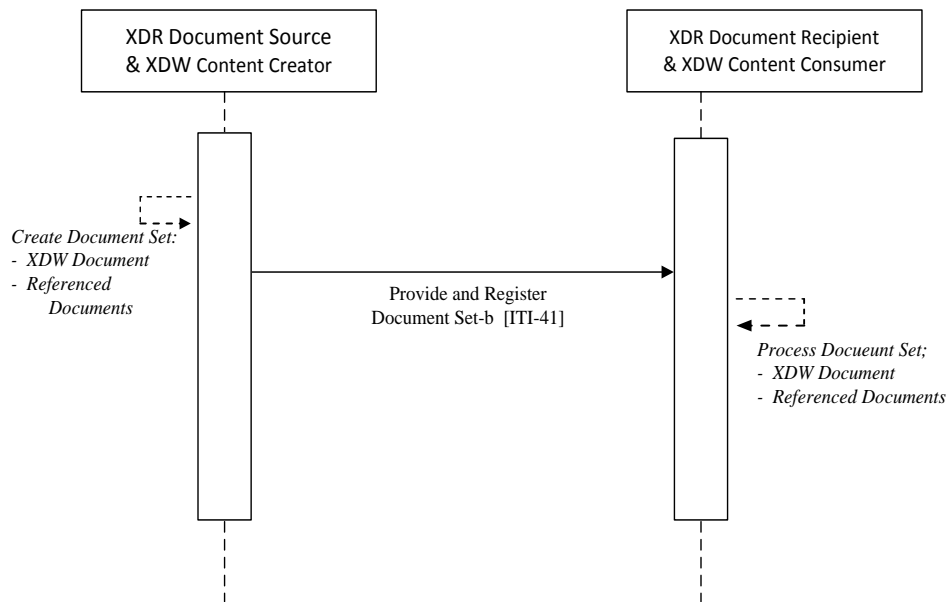 XDR Document Source
& XDW Content Creator
XDR Document Recipient
& XDW Content Consumer
Create Document Set:
- XDW Document
- Referenced
Documents
Provide and Register
Document Set-b [ITI-41]
Process Docueunt Set;
- XDW Document
- Referenced Documents